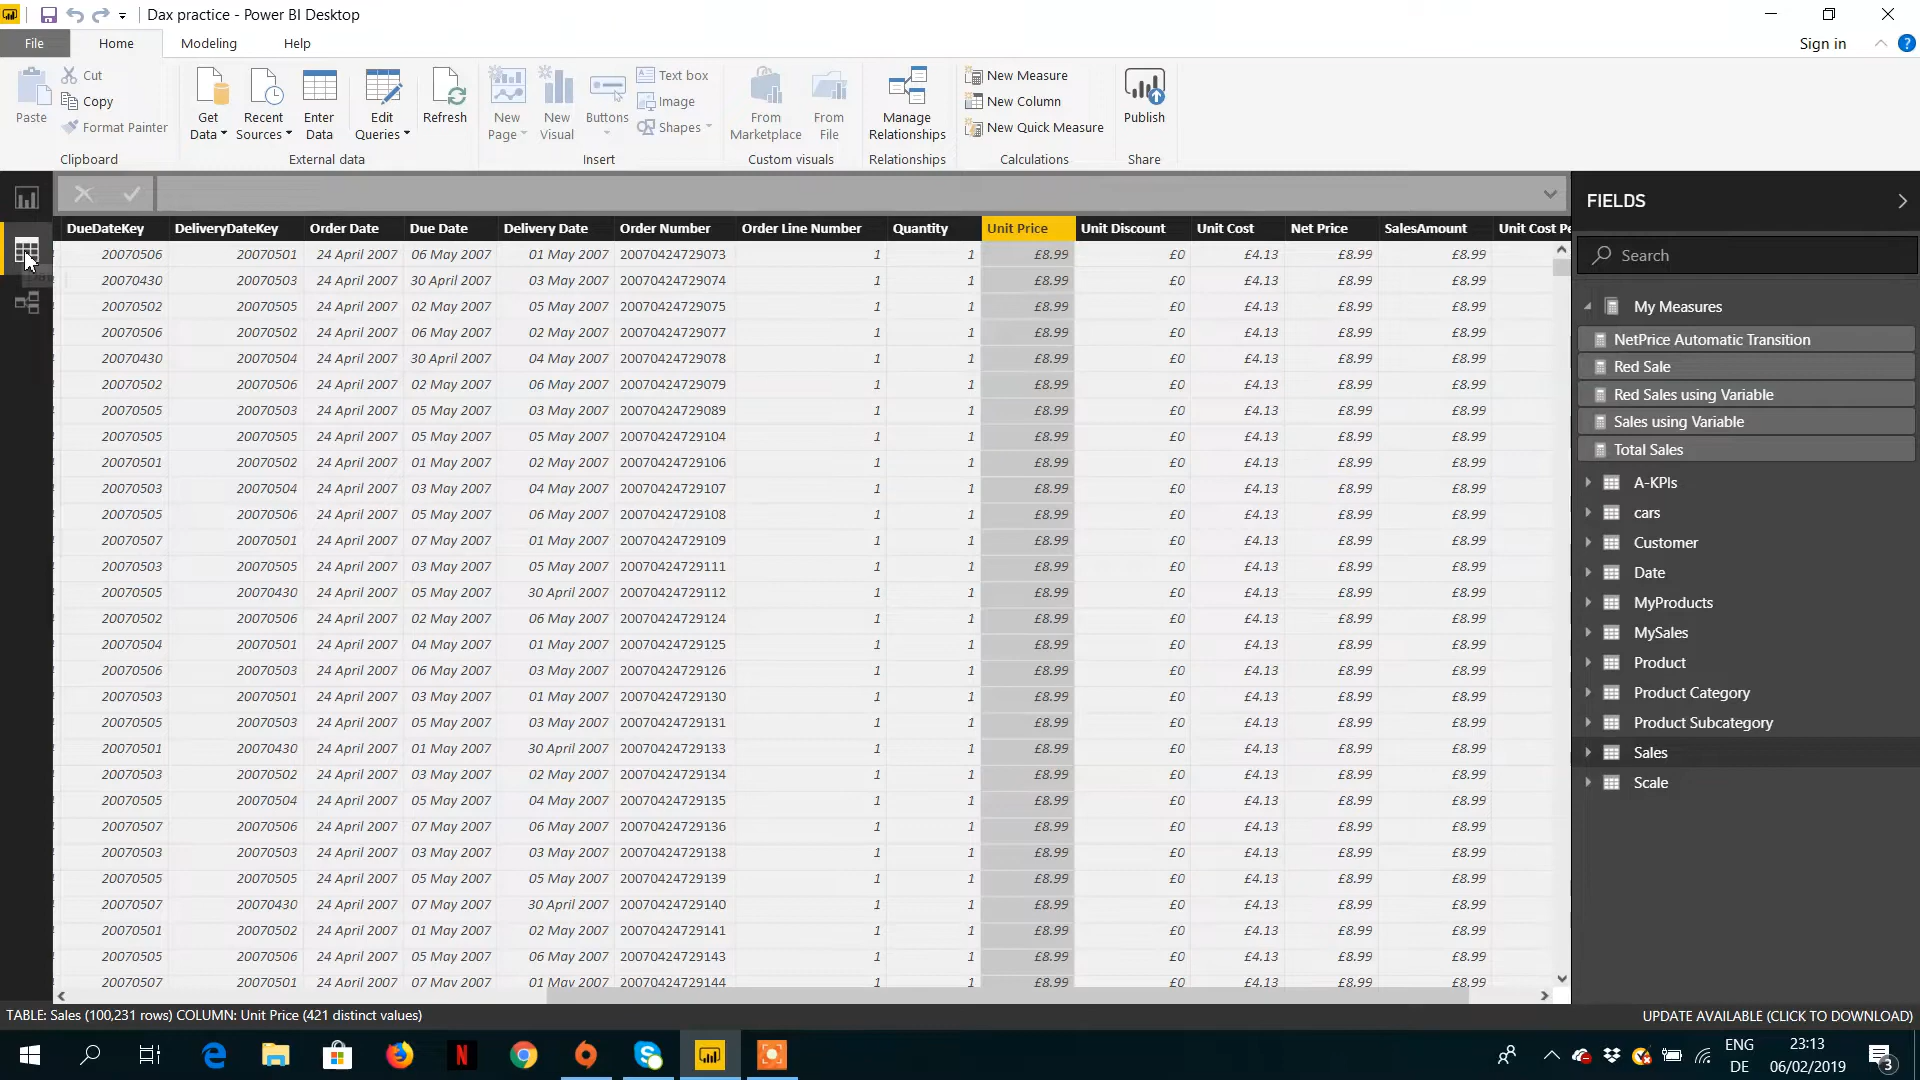 Dax practice - Power BI Desktop
File Home Modeling Help Sign in
Paste Cut Copy Format Painter Clipboard
Get Data Recent Sources Enter Data Edit Queries Refresh External data
New Page New Visual Buttons Text box Image Shapes Insert
From Marketplace From File Custom visuals
Manage Relationships Relationships
New Measure New Column New Quick Measure Calculations
Publish Share
DueDateKey DeliveryDateKey Order Date Due Date Delivery Date Order Number Order Line Number Quantity Unit Price Unit Discount Unit Cost Net Price SalesAmount Unit Cost Pe
20070506 20070501 24 April 2007 06 May 2007 01 May 2007 20070424729073 1 1 £8.99 £0 £4.13 £8.99 £8.99
20070430 20070503 24 April 2007 30 April 2007 03 May 2007 20070424729074 1 1 £8.99 £0 £4.13 £8.99 £8.99
20070502 20070505 24 April 2007 02 May 2007 05 May 2007 20070424729075 1 1 £8.99 £0 £4.13 £8.99 £8.99
20070506 20070502 24 April 2007 06 May 2007 02 May 2007 20070424729077 1 1 £8.99 £0 £4.13 £8.99 £8.99
20070430 20070504 24 April 2007 30 April 2007 04 May 2007 20070424729078 1 1 £8.99 £0 £4.13 £8.99 £8.99
20070502 20070506 24 April 2007 02 May 2007 06 May 2007 20070424729079 1 1 £8.99 £0 £4.13 £8.99 £8.99
20070505 20070503 24 April 2007 05 May 2007 03 May 2007 20070424729089 1 1 £8.99 £0 £4.13 £8.99 £8.99
20070505 20070505 24 April 2007 05 May 2007 05 May 2007 20070424729104 1 1 £8.99 £0 £4.13 £8.99 £8.99
20070501 20070502 24 April 2007 01 May 2007 02 May 2007 20070424729106 1 1 £8.99 £0 £4.13 £8.99 £8.99
20070503 20070504 24 April 2007 03 May 2007 04 May 2007 20070424729107 1 1 £8.99 £0 £4.13 £8.99 £8.99
20070505 20070506 24 April 2007 05 May 2007 06 May 2007 20070424729108 1 1 £8.99 £0 £4.13 £8.99 £8.99
20070507 20070501 24 April 2007 07 May 2007 01 May 2007 20070424729109 1 1 £8.99 £0 £4.13 £8.99 £8.99
20070503 20070505 24 April 2007 03 May 2007 05 May 2007 20070424729111 1 1 £8.99 £0 £4.13 £8.99 £8.99
20070505 20070430 24 April 2007 05 May 2007 30 April 2007 20070424729112 1 1 £8.99 £0 £4.13 £8.99 £8.99
20070502 20070506 24 April 2007 02 May 2007 06 May 2007 20070424729124 1 1 £8.99 £0 £4.13 £8.99 £8.99
20070504 20070501 24 April 2007 04 May 2007 01 May 2007 20070424729125 1 1 £8.99 £0 £4.13 £8.99 £8.99
20070506 20070503 24 April 2007 06 May 2007 03 May 2007 20070424729126 1 1 £8.99 £0 £4.13 £8.99 £8.99
20070503 20070501 24 April 2007 03 May 2007 01 May 2007 20070424729130 1 1 £8.99 £0 £4.13 £8.99 £8.99
20070505 20070503 24 April 2007 05 May 2007 03 May 2007 20070424729131 1 1 £8.99 £0 £4.13 £8.99 £8.99
20070501 20070430 24 April 2007 01 May 2007 30 April 2007 20070424729133 1 1 £8.99 £0 £4.13 £8.99 £8.99
20070503 20070502 24 April 2007 03 May 2007 02 May 2007 20070424729134 1 1 £8.99 £0 £4.13 £8.99 £8.99
20070505 20070504 24 April 2007 05 May 2007 04 May 2007 20070424729135 1 1 £8.99 £0 £4.13 £8.99 £8.99
20070507 20070506 24 April 2007 07 May 2007 06 May 2007 20070424729136 1 1 £8.99 £0 £4.13 £8.99 £8.99
20070503 20070503 24 April 2007 03 May 2007 03 May 2007 20070424729138 1 1 £8.99 £0 £4.13 £8.99 £8.99
20070505 20070505 24 April 2007 05 May 2007 05 May 2007 20070424729139 1 1 £8.99 £0 £4.13 £8.99 £8.99
20070507 20070430 24 April 2007 07 May 2007 30 April 2007 20070424729140 1 1 £8.99 £0 £4.13 £8.99 £8.99
20070501 20070502 24 April 2007 01 May 2007 02 May 2007 20070424729141 1 1 £8.99 £0 £4.13 £8.99 £8.99
20070505 20070506 24 April 2007 05 May 2007 06 May 2007 20070424729143 1 1 £8.99 £0 £4.13 £8.99 £8.99
20070507 20070501 24 April 2007 07 May 2007 01 May 2007 20070424729144 1 1 £8.99 £0 £4.13 £8.99 £8.99
FIELDS
Search
My Measures
NetPrice Automatic Transition
Red Sale
Red Sales using Variable
Sales using Variable
Total Sales
A-KPIs
cars
Customer
Date
MyProducts
MySales
Product
Product Category
Product Subcategory
Sales
Scale
TABLE: Sales (100,231 rows) COLUMN: Unit Price (421 distinct values)
UPDATE AVAILABLE (CLICK TO DOWNLOAD)
ENG 23:13
DE 06/02/2019 3